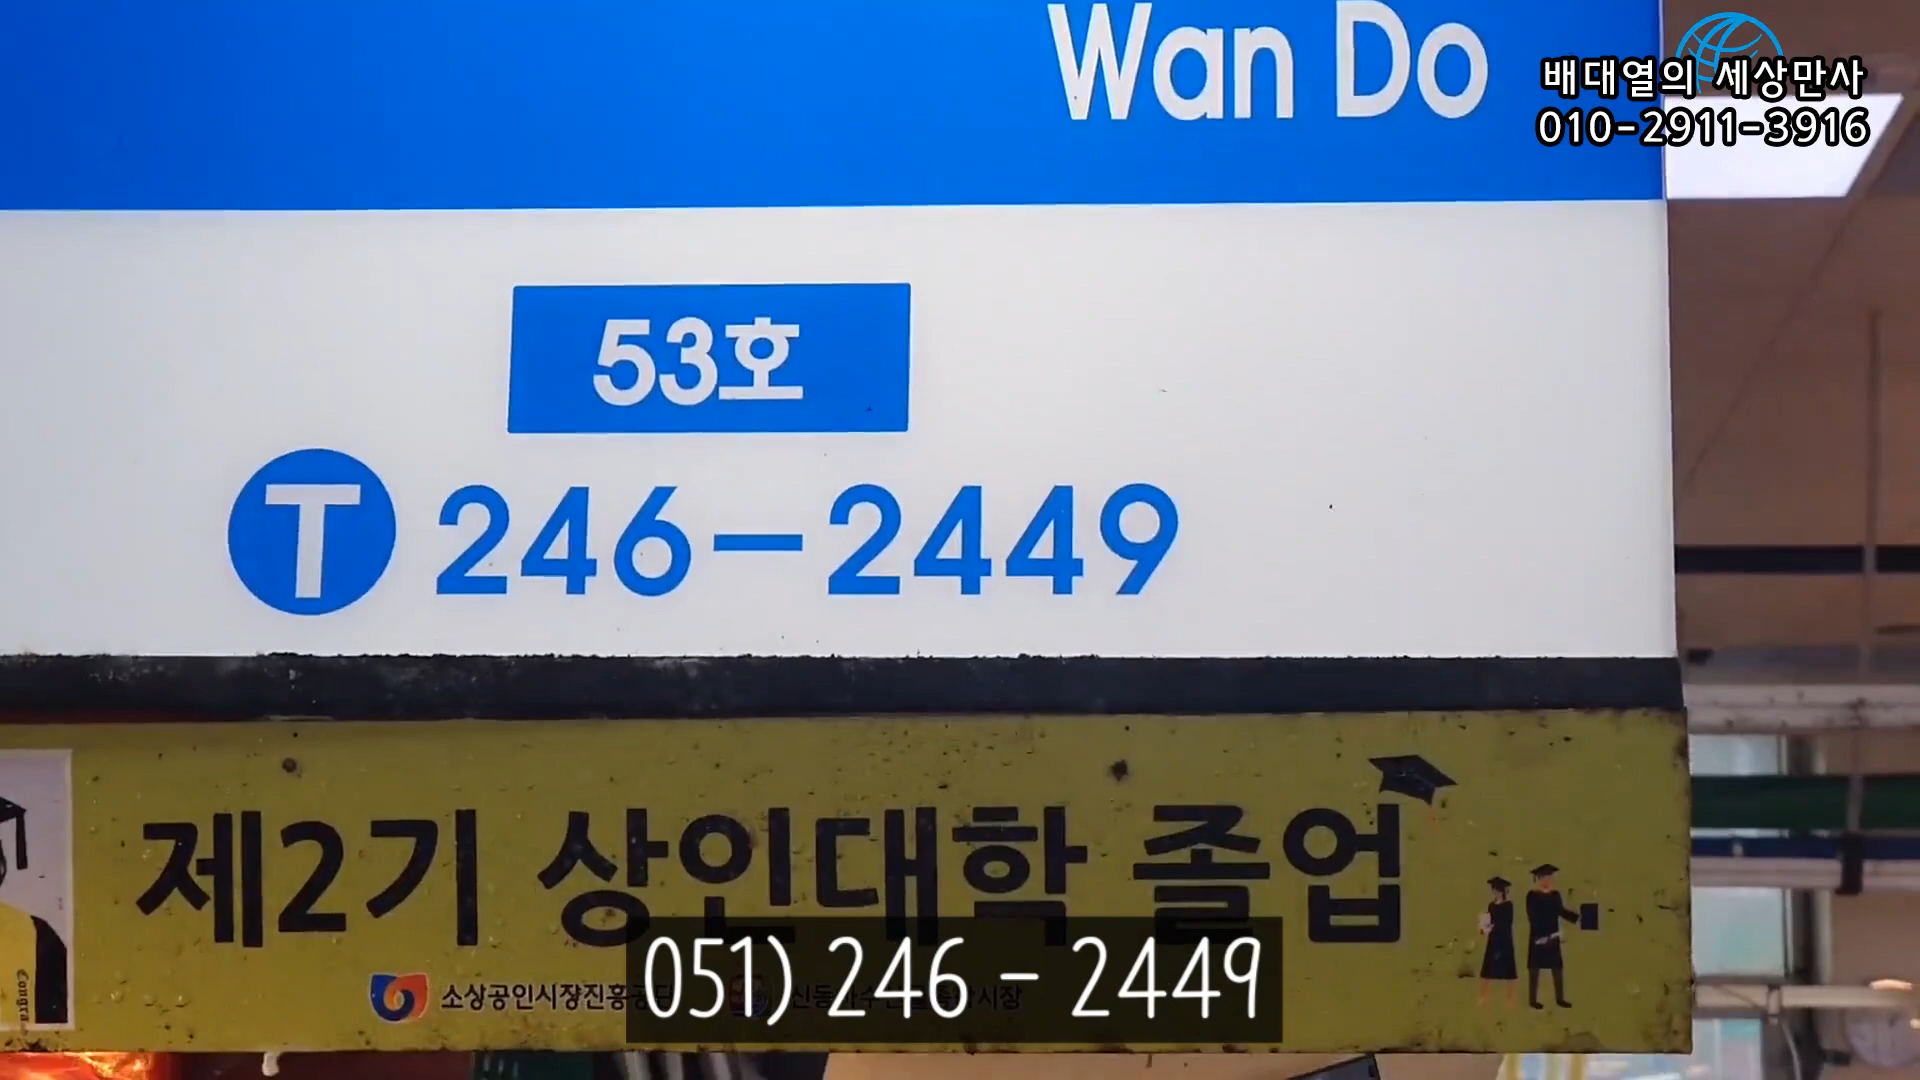 Wan Do
배대열의 세상만사
010-2911-3916
53호
T 246-2449
제2기 상인대학 졸업
소상공인시장진흥공단
051) 246 - 2449